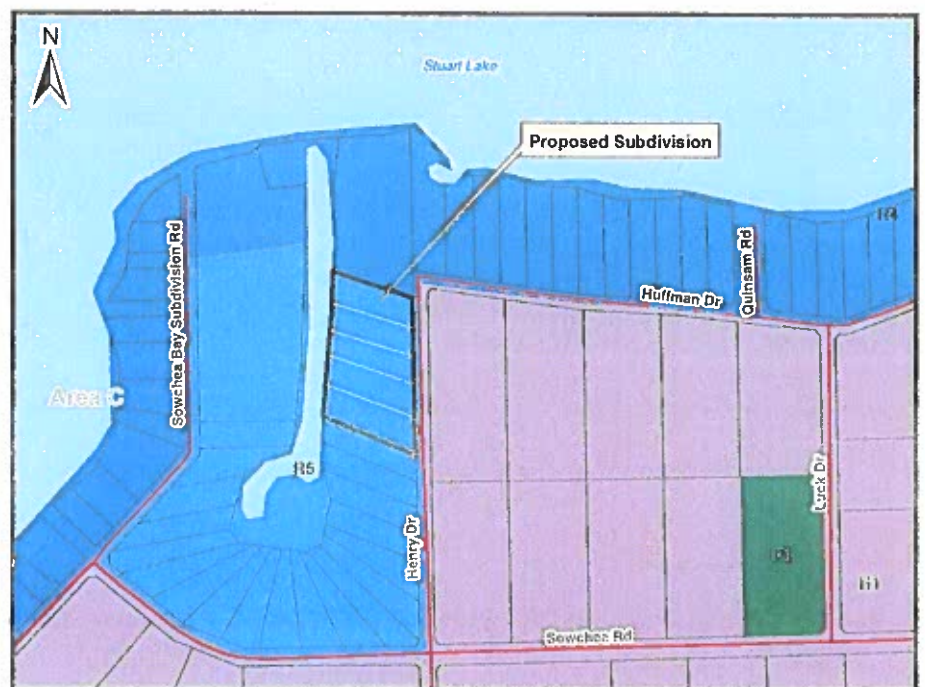 N
Stuart Lake
Proposed Subdivision
R4
Sowchea Bay Subdivision Rd
Quinsam Rd
Huffman Dr
Area C
R5
Luck Dr
Henry Dr
Sowchea Rd